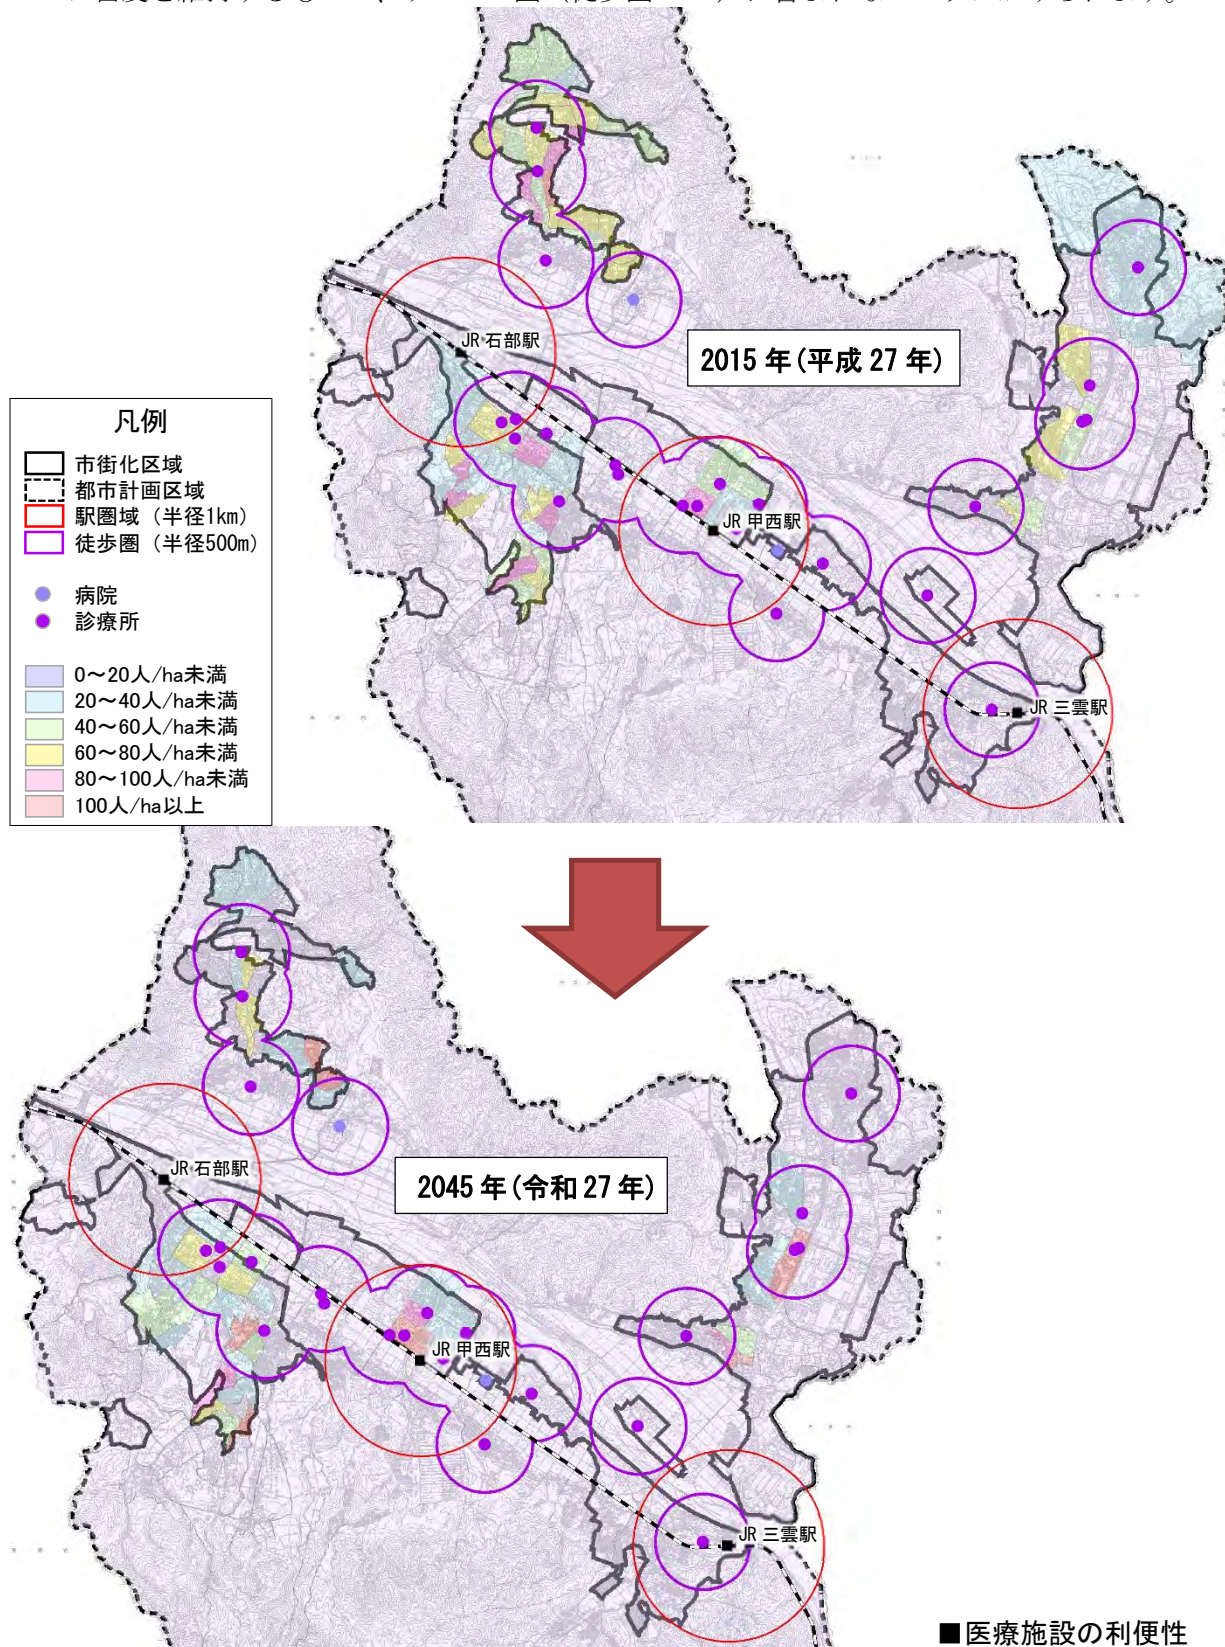 JR 石部駅
2015 年(平成 27 年)
凡例
市街化区域
都市計画区域
駅圏域 (半径1km)
徒歩圏 (半径500m)
病院
診療所
0～20人/ha未満
20～40人/ha未満
40～60人/ha未満
60～80人/ha未満
80～100人/ha未満
100人/ha以上
JR 甲西駅
JR 三雲駅
JR 石部駅
2045 年(令和 27 年)
JR 甲西駅
JR 三雲駅
■医療施設の利便性